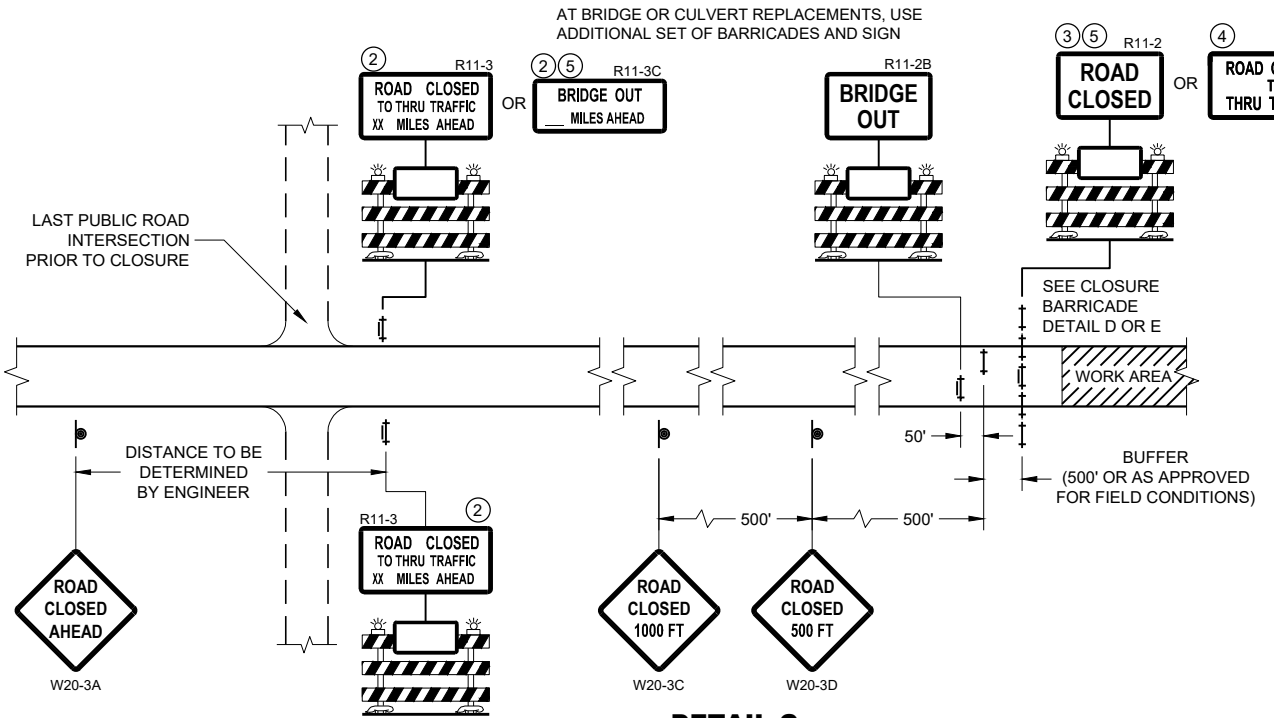 AT BRIDGE OR CULVERT REPLACEMENTS, USE
ADDITIONAL SET OF BARRICADES AND SIGN
2
R11-3
ROAD CLOSED
TO THRU TRAFFIC
XX MILES AHEAD
OR
2 5
R11-3C
BRIDGE OUT
___ MILES AHEAD
R11-2B
BRIDGE
OUT
3 5
R11-2
ROAD
CLOSED
OR
4
ROAD
THRU
LAST PUBLIC ROAD
INTERSECTION
PRIOR TO CLOSURE
SEE CLOSURE
BARRICADE
DETAIL D OR E
WORK AREA
DISTANCE TO BE
DETERMINED
BY ENGINEER
50'
BUFFER
(500' OR AS APPROVED
FOR FIELD CONDITIONS)
500'
500'
R11-3
2
ROAD CLOSED
TO THRU TRAFFIC
XX MILES AHEAD
ROAD
CLOSED
AHEAD
W20-3A
ROAD
CLOSED
1000 FT
W20-3C
ROAD
CLOSED
500 FT
W20-3D